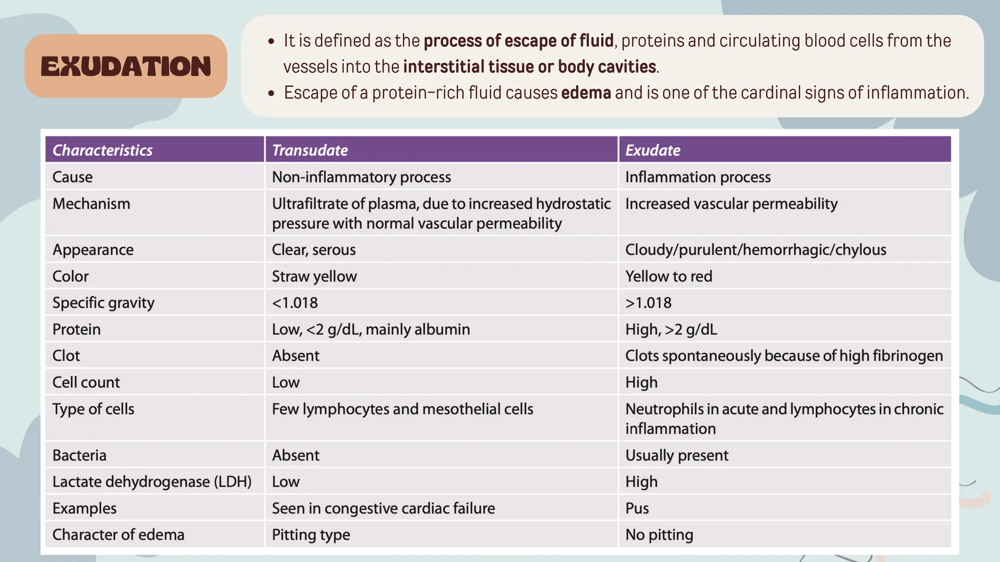 EXUDATION
• It is defined as the process of escape of fluid, proteins and circulating blood cells from the
vessels into the interstitial tissue or body cavities.
• Escape of a protein-rich fluid causes edema and is one of the cardinal signs of inflammation.
Characteristics Transudate Exudate
Cause Non-inflammatory process Inflammation process
Mechanism Ultrafiltrate of plasma, due to increased hydrostatic Increased vascular permeability
pressure with normal vascular permeability
Appearance Clear, serous Cloudy/purulent/hemorrhagic/chylous
Color Straw yellow Yellow to red
Specific gravity <1.018 >1.018
Protein Low, <2 g/dL, mainly albumin High, >2 g/dL
Clot Absent Clots spontaneously because of high fibrinogen
Cell count Low High
Type of cells Few lymphocytes and mesothelial cells Neutrophils in acute and lymphocytes in chronic
inflammation
Bacteria Absent Usually present
Lactate dehydrogenase (LDH) Low High
Examples Seen in congestive cardiac failure Pus
Character of edema Pitting type No pitting